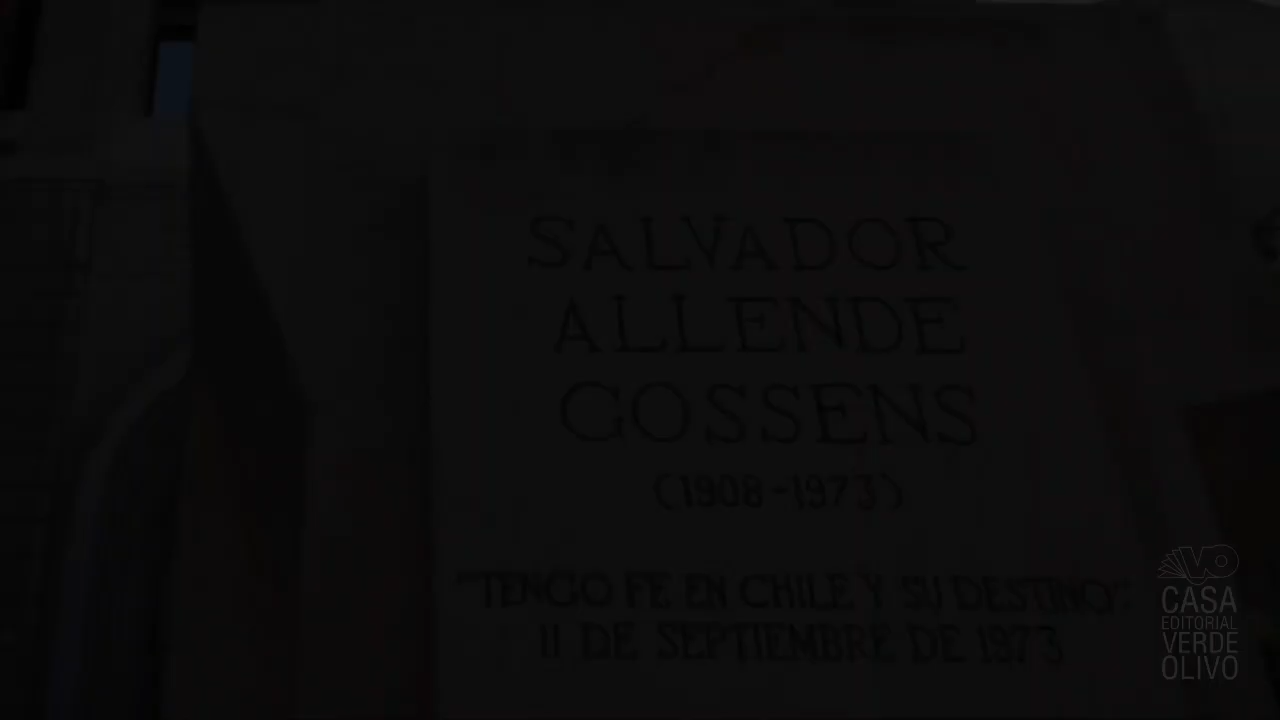 SALVADOR
ALLENDE
GOSSENS
(1908-1973)
"TENGO FE EN CHILE Y SU DESTINO".
11 DE SEPTIEMBRE DE 1973
VO
CASA
EDITORIAL
VERDE
OLIVO